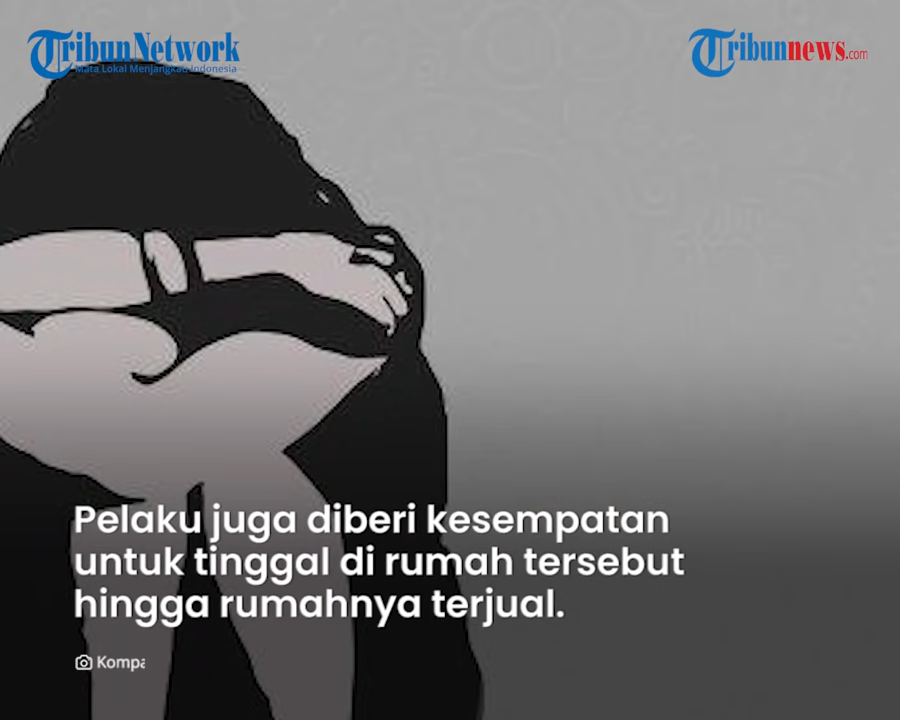 TribunNetwork
Mata Lokal Menjangkau Indonesia
Tribunnews.com
Pelaku juga diberi kesempatan
untuk tinggal di rumah tersebut
hingga rumahnya terjual.